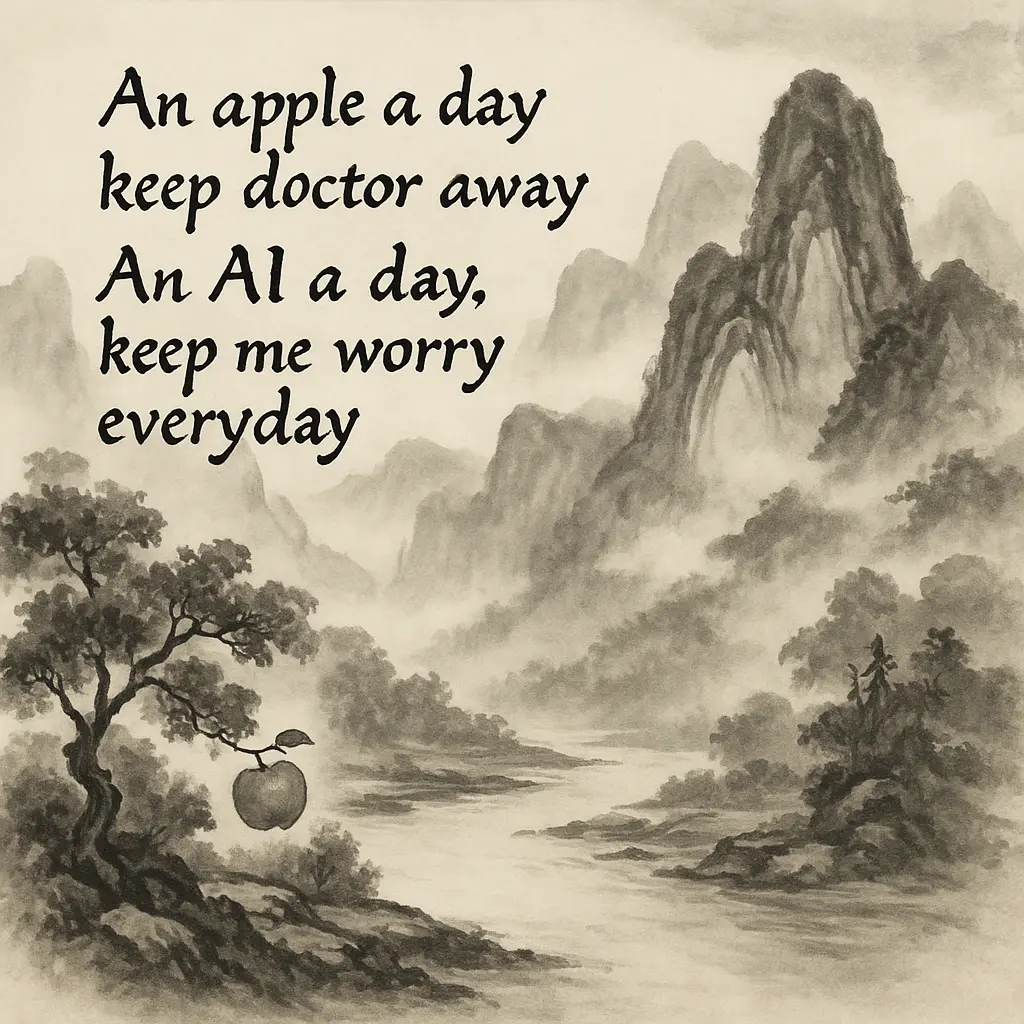 An apple a day
keep doctor away
An AI a day,
keep me worry
everyday